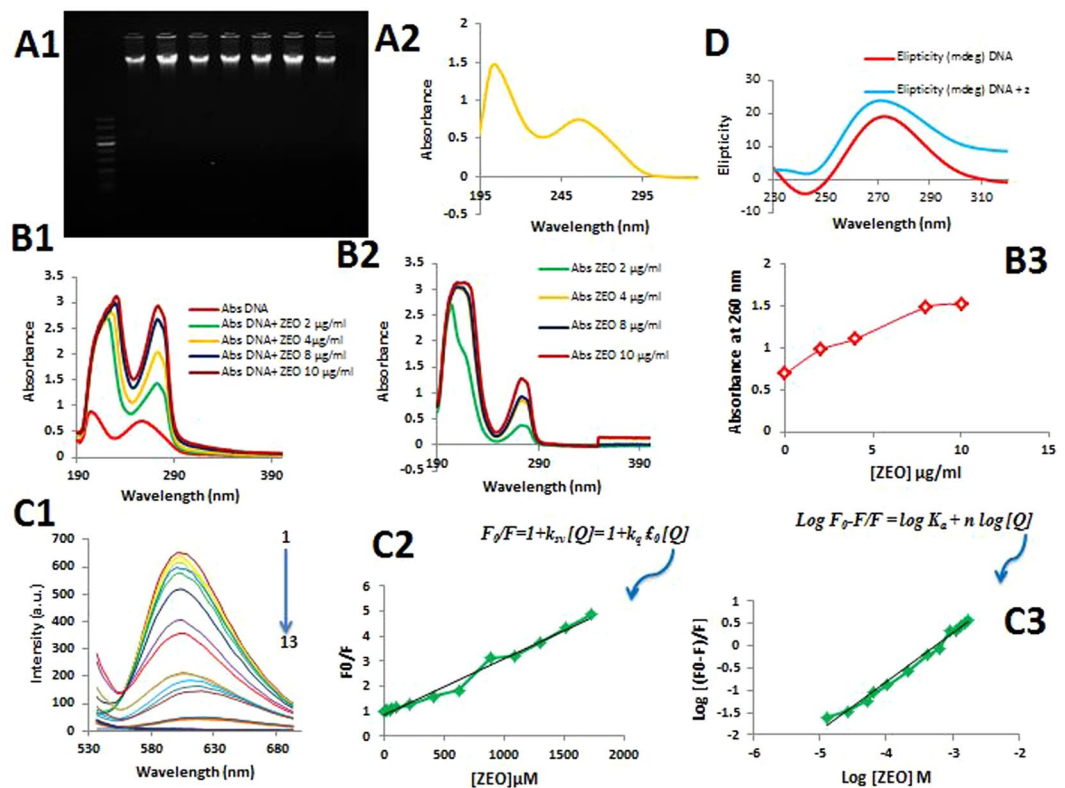 A1
A2
2
1.5
1
0.5
0
-0.5
Absorbance
195
245
295
Wavelength (nm)
D
Elipticity (mdeg) DNA
Elipticity (mdeg) DNA + z
30
20
10
0
-10
Elipticity
230
250
270
290
310
Wavelength (nm)
B1
3.5
3
2.5
2
1.5
1
0.5
0
Absorbance
190
290
390
Wavelength (nm)
Abs DNA
Abs DNA+ ZEO 2 µg/ml
Abs DNA+ ZEO 4µg/ml
Abs DNA+ ZEO 8 µg/ml
Abs DNA+ ZEO 10 µg/ml
B2
3.5
3
2.5
2
1.5
1
0.5
0
-0.5
Absorbance
190
290
390
Wavelength (nm)
Abs ZEO 2 µg/ml
Abs ZEO 4 µg/ml
Abs ZEO 8 µg/ml
Abs ZEO 10 µg/ml
B3
2
1.5
1
0.5
0
Absorbance at 260 nm
0
5
10
15
[ZEO] µg/ml
C1
700
600
500
400
300
200
100
0
Intensity (a.u.)
530
580
630
680
Wavelength (nm)
1
13
C2
F₀/F=1+kₛᵥ[Q]=1+k_q £₀[Q]
6
5
4
3
2
1
0
F0/F
0
500
1000
1500
2000
[ZEO]µM
Log F₀-F/F =log Kₐ + n log [Q]
C3
1
0.5
0
-0.5
-1
-1.5
-2
Log [(F0-F)/F]
-6
-5
-4
-3
-2
-1
Log [ZEO] M